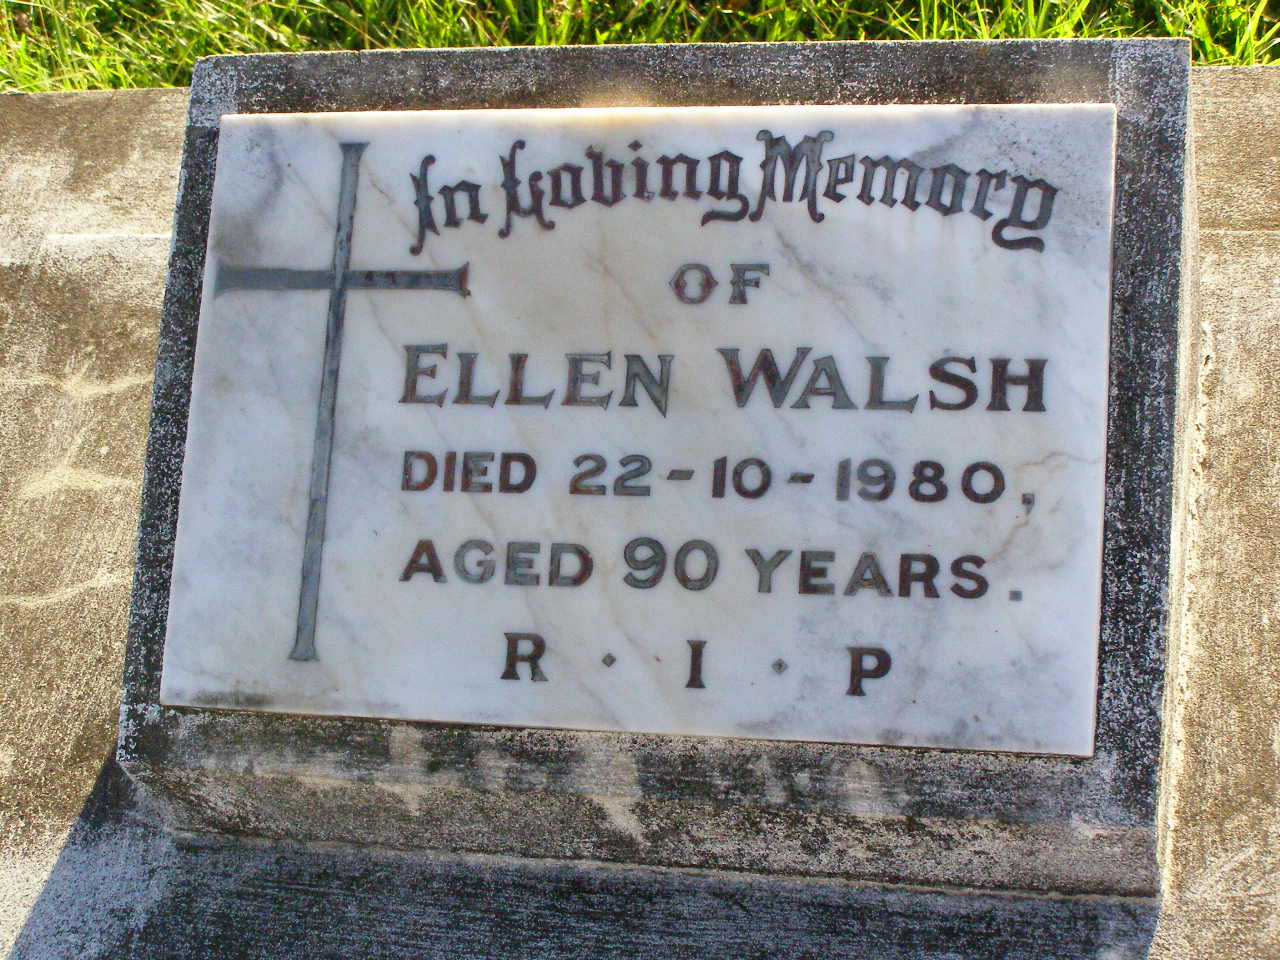 In Loving Memory
OF
ELLEN WALSH
DIED 22-10-1980,
AGED 90 YEARS.
R·I·P